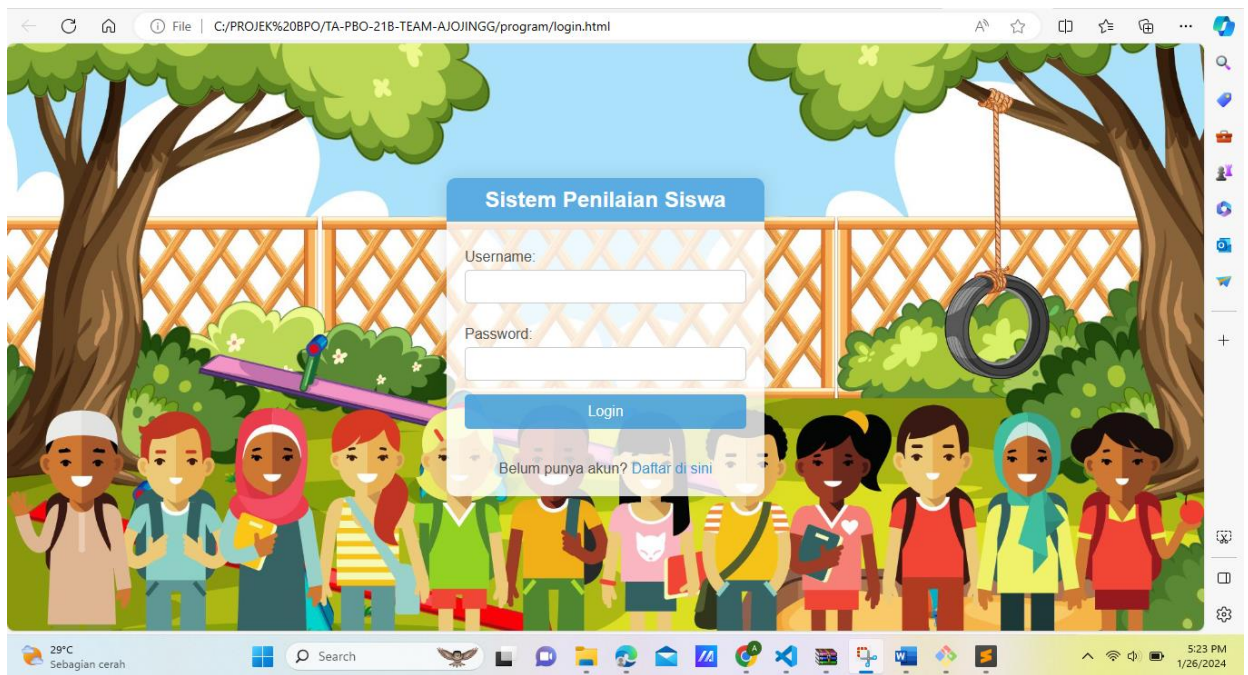 File | C:/PROJEK%20BPO/TA-PBO-21B-TEAM-AJOJINGG/program/login.html
Sistem Penilaian Siswa
Username:
Password:
Login
Belum punya akun? Daftar di sini
29°C
Sebagian cerah
Search
5:23 PM
1/26/2024